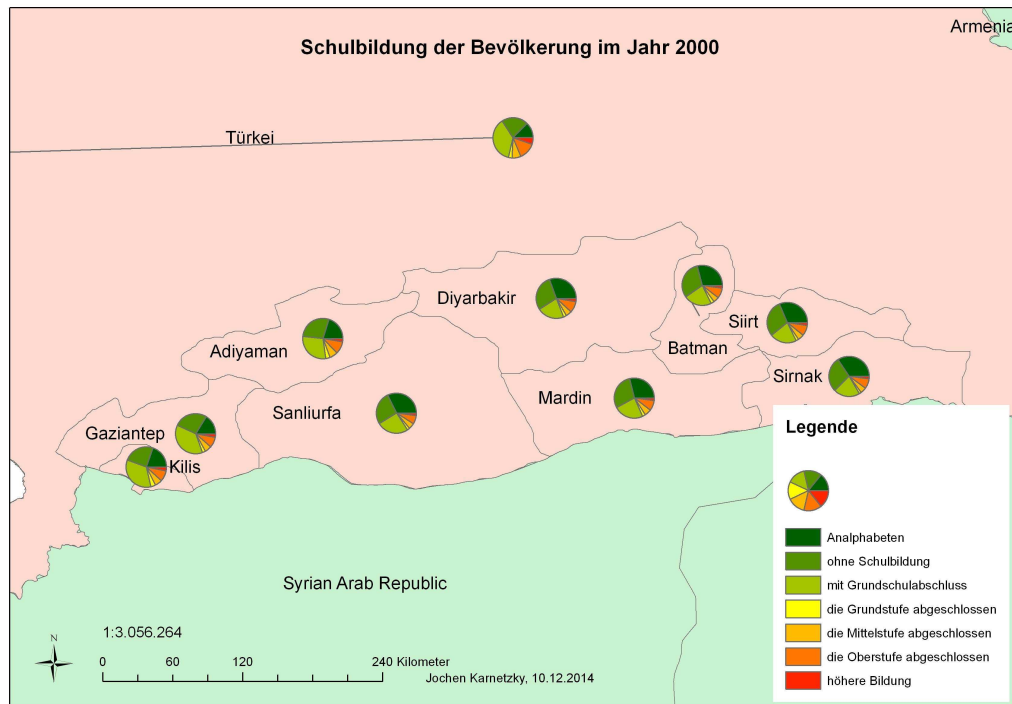 Armenia
Schulbildung der Bevölkerung im Jahr 2000
Türkei
Diyarbakir
Siirt
Adiyaman
Batman
Sirnak
Mardin
Sanliurfa
Gaziantep
Kilis
Syrian Arab Republic
Legende
Analphabeten
ohne Schulbildung
mit Grundschulabschluss
die Grundstufe abgeschlossen
die Mittelstufe abgeschlossen
die Oberstufe abgeschlossen
höhere Bildung
N
1:3.056.264
0 60 120 240 Kilometer
Jochen Karnetzky, 10.12.2014